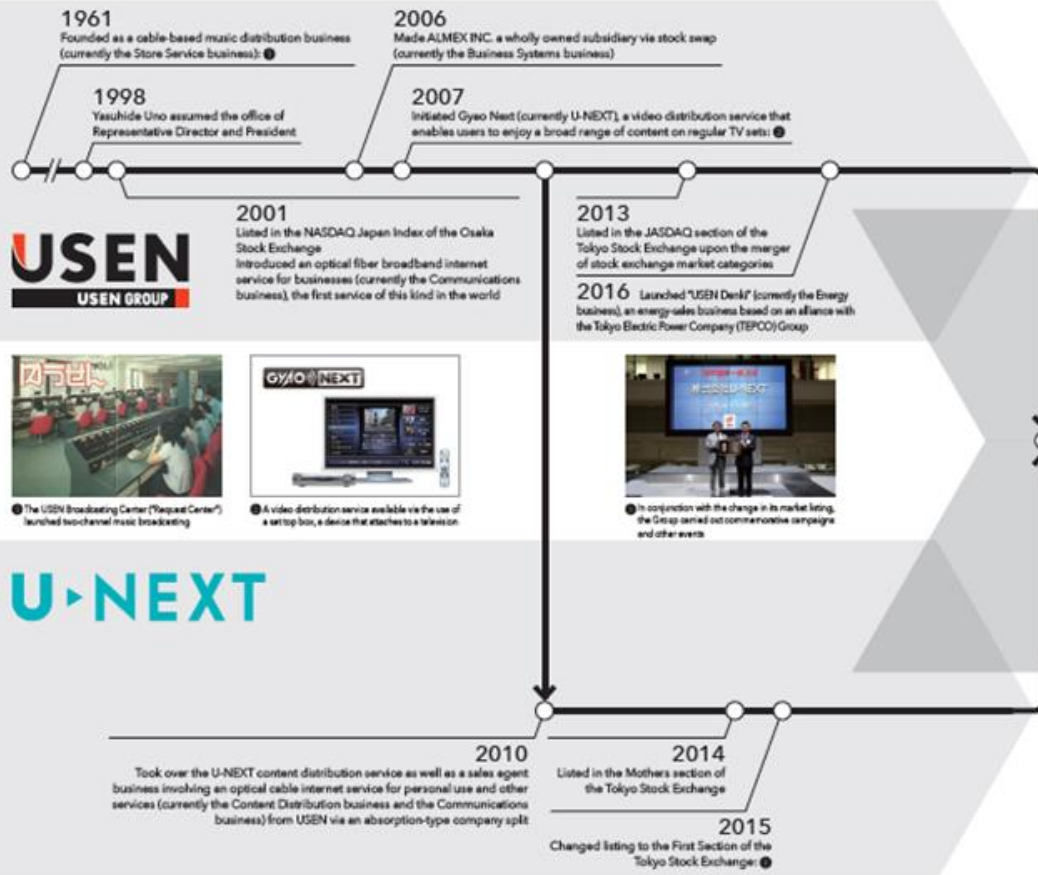 1961
Founded as a cable-based music distribution business
(currently the Store Service business): ❶
2006
Made ALMEX INC. a wholly owned subsidiary via stock swap
(currently the Business Systems business)
1998
Yasuhide Uno assumed the office of
Representative Director and President
2007
Initiated Gyao Next (currently U-NEXT), a video distribution service that
enables users to enjoy a broad range of content on regular TV sets: ❷
2001
Listed in the NASDAQ Japan Index of the Osaka
Stock Exchange
Introduced an optical fiber broadband internet
service for businesses (currently the Communications
business), the first service of this kind in the world
2013
Listed in the JASDAQ section of the
Tokyo Stock Exchange upon the merger
of stock exchange market categories
2016 Launched "USEN Denki" (currently the Energy
business), an energy-sales business based on an alliance with
the Tokyo Electric Power Company (TEPCO) Group
USEN
USEN GROUP
GYAO NEXT
株式会社U-NEXT
The USEN Broadcasting Center ("Request Center")
launched two-channel music broadcasting
A video distribution service available via the use of
a set top box, a device that attaches to a television
In conjunction with the change in its market listing,
the Group carried out commemorative campaigns
and other events
U NEXT
2010
Took over the U-NEXT content distribution service as well as a sales agent
business involving an optical cable internet service for personal use and other
services (currently the Content Distribution business and the Communications
business) from USEN via an absorption-type company split
2014
Listed in the Mothers section of
the Tokyo Stock Exchange
2015
Changed listing to the First Section of the
Tokyo Stock Exchange: